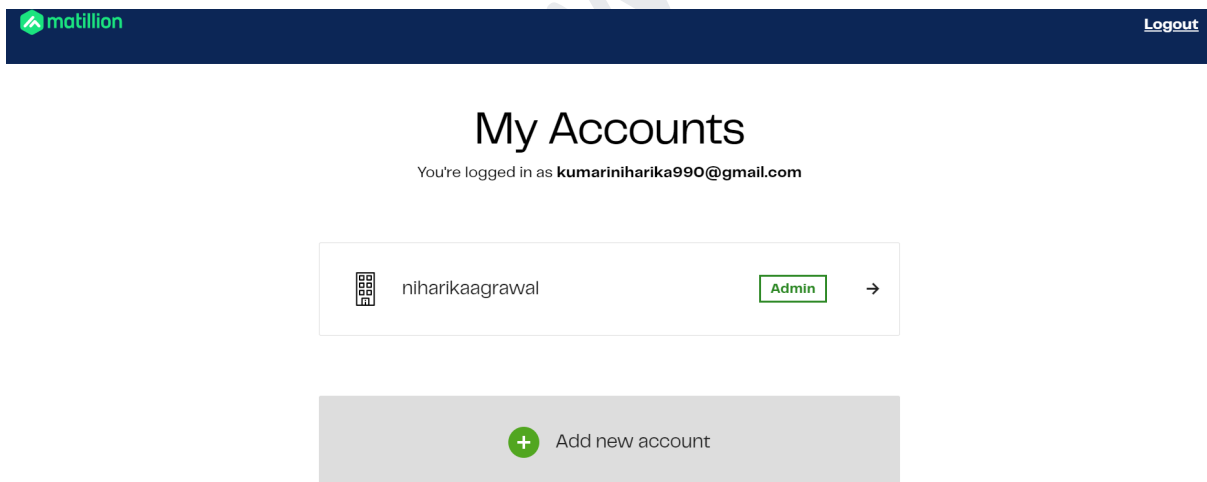 matillion
Logout
My Accounts
You're logged in as kumariniharika990@gmail.com
niharikaagrawal
Admin
Add new account